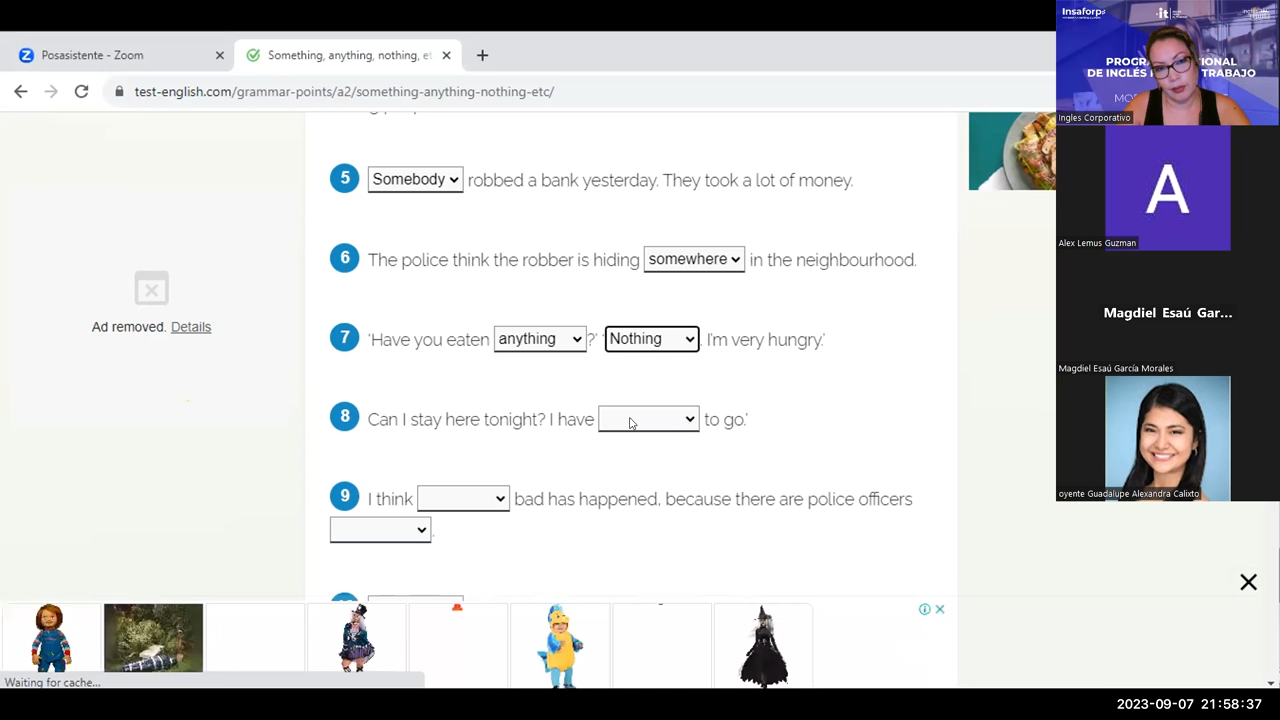 Posasistente - Zoom
Something, anything, nothing, et
test-english.com/grammar-points/a2/something-anything-nothing-etc/
5 Somebody robbed a bank yesterday. They took a lot of money.
6 The police think the robber is hiding somewhere in the neighbourhood.
7 'Have you eaten anything ?' 'Nothing . I'm very hungry.'
8 Can I stay here tonight? I have to go.'
9 I think bad has happened, because there are police officers
.
Ad removed. Details
Waiting for cache...
Insaforp
Ingles Corporativo
A
Alex Lemus Guzman
Magdiel Esaú Gar...
Magdiel Esaú García Morales
oyente Guadalupe Alexandra Calixto
2023-09-07 21:58:37